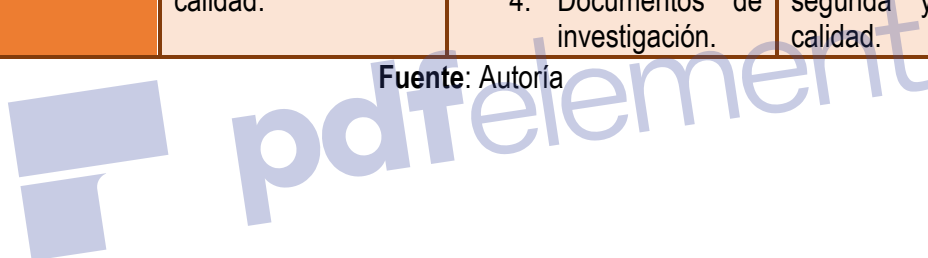 calidad.
4. Documentos de
investigación.
segunda y
calidad.
Fuente: Autoría
pdfelement